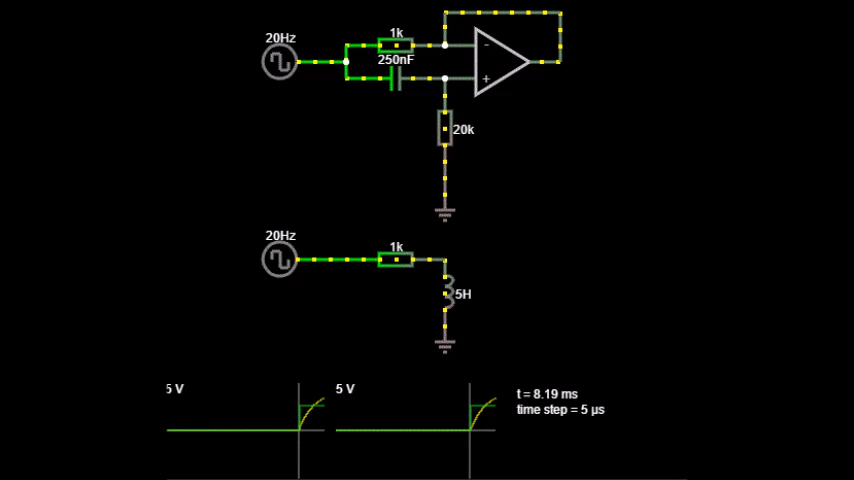 20Hz
1k
250nF
-
+
20k
20Hz
1k
5H
5 V
5 V
t = 8.19 ms
time step = 5 µs